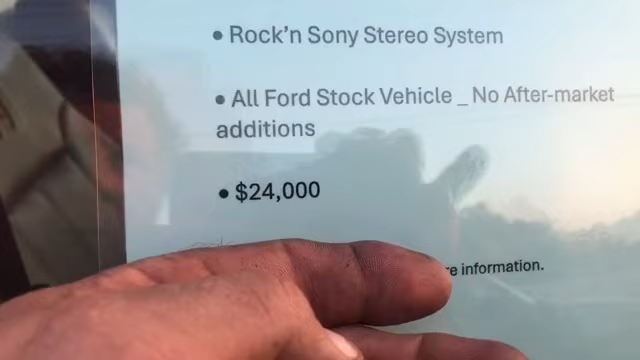 • Rock'n Sony Stereo System
• All Ford Stock Vehicle _ No After-market
additions
• $24,000
information.